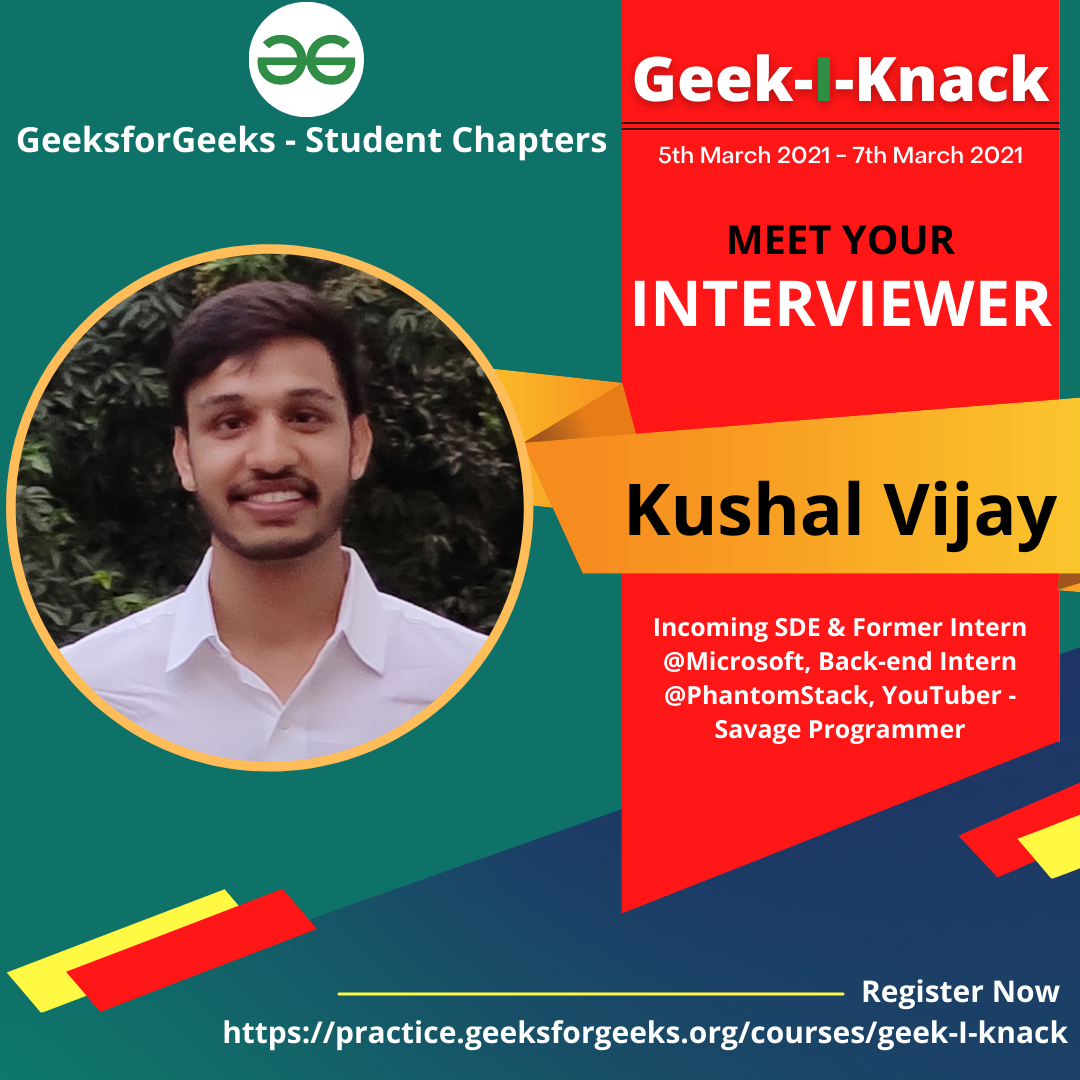 GeeksforGeeks - Student Chapters
Geek-I-Knack
5th March 2021 – 7th March 2021
MEET YOUR
INTERVIEWER
Kushal Vijay
Incoming SDE & Former Intern
@Microsoft, Back-end Intern
@PhantomStack, YouTuber -
Savage Programmer
Register Now
https://practice.geeksforgeeks.org/courses/geek-I-knack